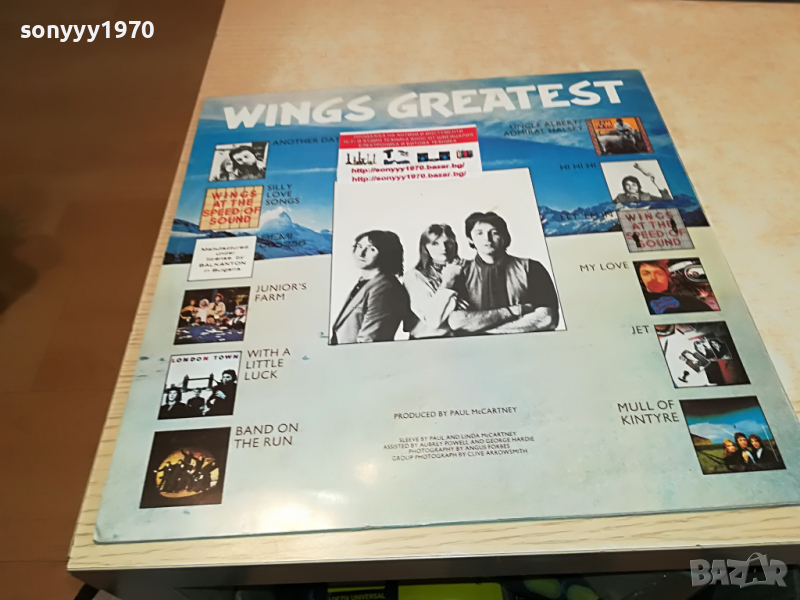 sonyyy1970
WINGS GREATEST
ANOTHER DAY
SILLY
LOVE
SONGS
WINGS
AT THE
SPEED OF
SOUND
Manufactured
under
license by
BALKANTON
in Bulgaria
JUNIOR'S
FARM
LONDON TOWN
WITH A
LITTLE
LUCK
BAND ON
THE RUN
http://sonyyy1970.bazar.bg/
http://sonyyy1970.bazar.bg/
UNCLE ALBERT/
ADMIRAL HALSEY
HI HI HI
WINGS
AT THE
SPEED OF
SOUND
MY LOVE
JET
MULL OF
KINTYRE
PRODUCED BY PAUL McCARTNEY
SLEEVE BY PAUL AND LINDA McCARTNEY
ASSISTED BY AUBREY POWELL AND GEORGE HARDIE
PHOTOGRAPHY BY ANGUS FORBES
GROUP PHOTOGRAPH BY CLIVE ARROWSMITH
UNIVERSAL
BAZAR